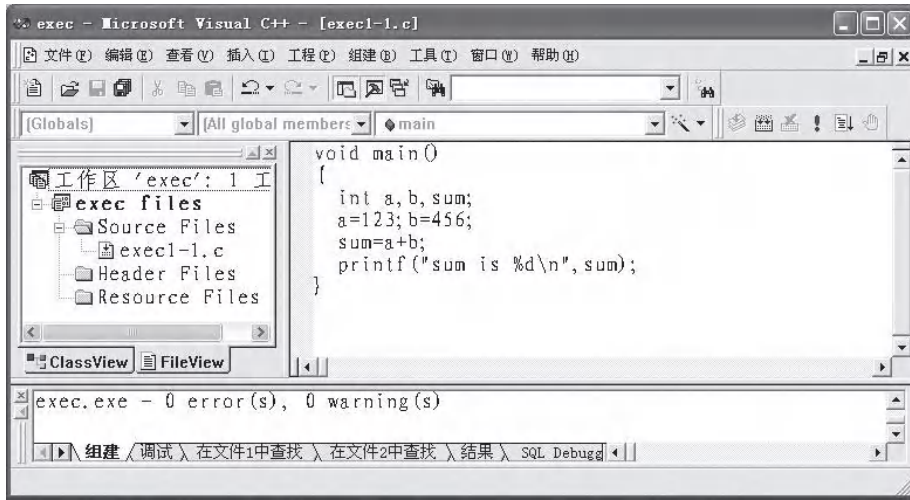 exec - Microsoft Visual C++ - [exec1-1.c]
文件(F) 编辑(E) 查看(V) 插入(I) 工程(P) 组建(B) 工具(T) 窗口(W) 帮助(H)
(Globals) (All global members main
工作区 'exec': 1 工
exec files
Source Files
exec1-1.c
Header Files
Resource Files
ClassView FileView
void main()
{
int a,b,sum;
a=123;b=456;
sum=a+b;
printf("sum is %d\n",sum);
}
exec.exe - 0 error(s), 0 warning(s)
组建 调试 在文件1中查找 在文件2中查找 结果 SQL Debugg